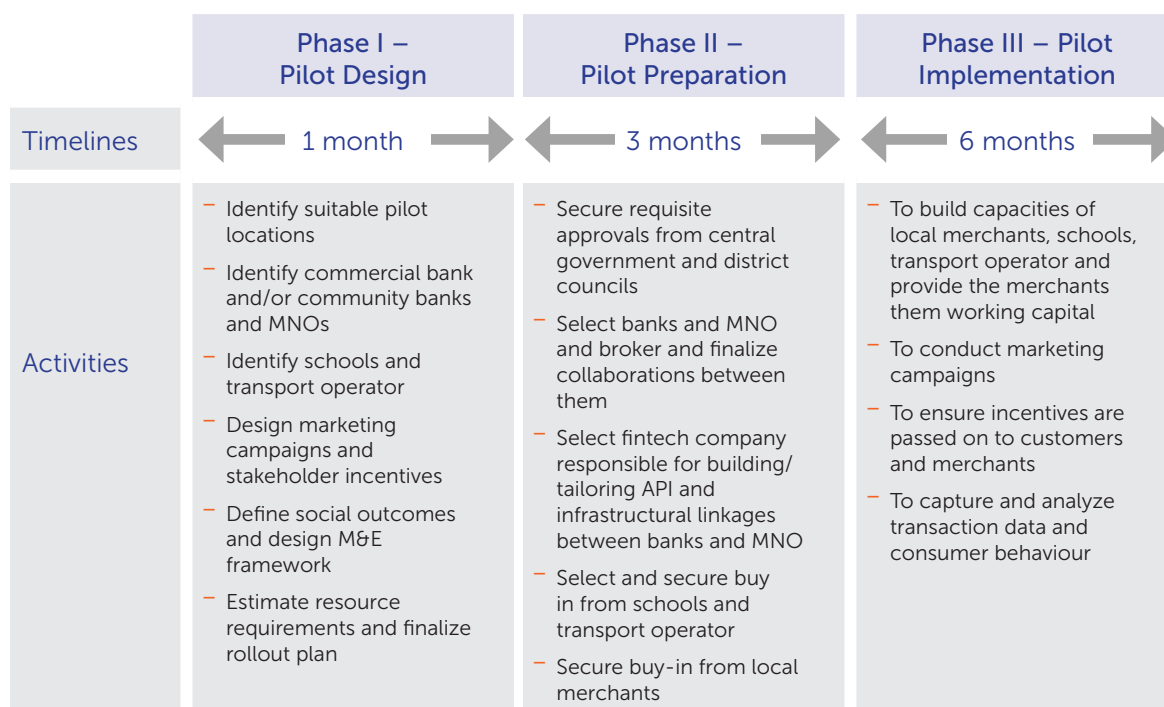 Phase I –
Pilot Design
Phase II –
Pilot Preparation
Phase III – Pilot
Implementation
Timelines
1 month
3 months
6 months
Activities
– Identify suitable pilot
locations
– Identify commercial bank
and/or community banks
and MNOs
– Identify schools and
transport operator
– Design marketing
campaigns and
stakeholder incentives
– Define social outcomes
and design M&E
framework
– Estimate resource
requirements and finalize
rollout plan
– Secure requisite
approvals from central
government and district
councils
– Select banks and MNO
and broker and finalize
collaborations between
them
– Select fintech company
responsible for building/
tailoring API and
infrastructural linkages
between banks and MNO
– Select and secure buy
in from schools and
transport operator
– Secure buy-in from local
merchants
– To build capacities of
local merchants, schools,
transport operator and
provide the merchants
them working capital
– To conduct marketing
campaigns
– To ensure incentives are
passed on to customers
and merchants
– To capture and analyze
transaction data and
consumer behaviour